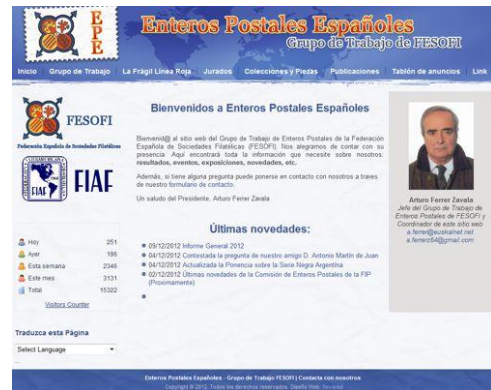 EPE
Enteros Postales Españoles
Grupo de Trabajo de FESOFI
Inicio Grupo de Trabajo La Frágil Línea Roja Jurados Colecciones y Piezas Publicaciones Tablón de anuncios Link
FESOFI
Federación Española de Sociedades Filatélicas
FIAF FIAF
Hoy 251
Ayer 198
Esta semana 2346
Este mes 3131
Total 15322
Visitors Counter
Traduzca esta Página
Select Language
Bienvenidos a Enteros Postales Españoles
Bienvenid@ al sitio web del Grupo de Trabajo de Enteros Postales de la Federación
Española de Sociedades Filatélicas (FESOFI). Nos alegramos de contar con su
presencia. Aquí encontrará toda la información que necesite sobre nosotros:
resultados, eventos, exposiciones, novedades, etc.
Además, si tiene alguna pregunta puede ponerse en contacto con nosotros a traves
de nuestro formulario de contacto.
Un saludo del Presidente, Arturo Ferrer Zavala
Últimas novedades:
09/12/2012 Informe General 2012
04/12/2012 Contestada la pregunta de nuestro amigo D. Antonio Martín de Juan
04/12/2012 Actualizada la Ponencia sobre la Serie Negra Argentina
02/12/2012 Últimas novedades de la Comisión de Enteros Postales de la FIP
(Proximamente)
Arturo Ferrer Zavala
Jefe del Grupo de Trabajo de
Enteros Postales de FESOFI y
Coordinador de este sitio web
a.ferrer@euskalnet.net
a.ferrerz64@gmail.com
Enteros Postales Españoles - Grupo de Trabajo FESOFI | Contacta con nosotros
Copyright © 2012. Todos los derechos reservados. Diseño Web: